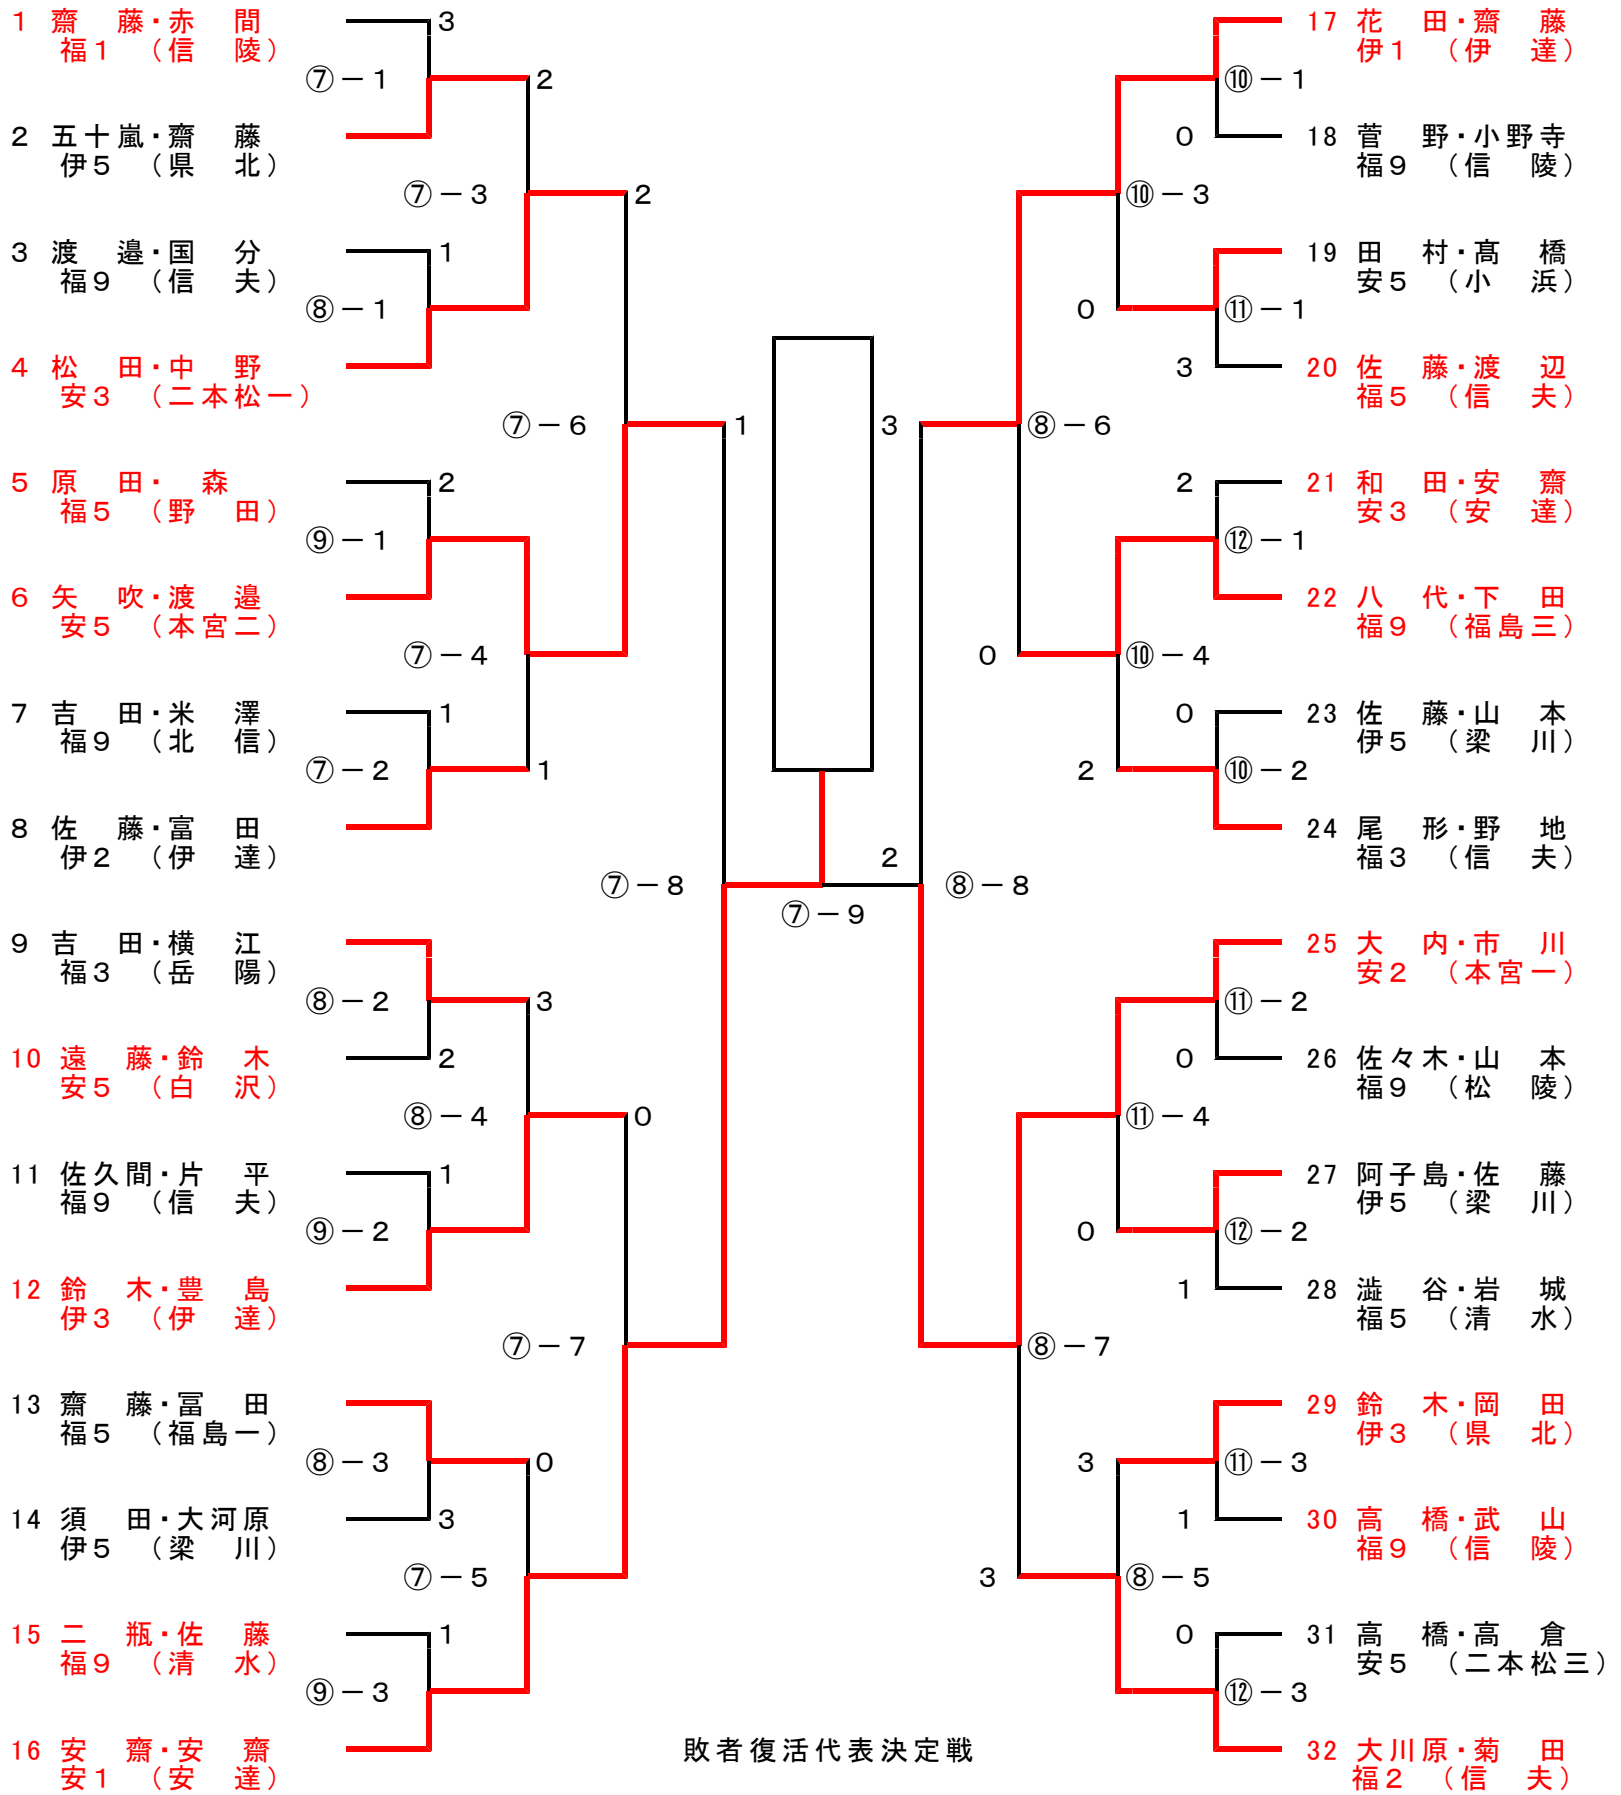 1 齋 藤・赤 間
福1 (信 陵)
2 五十嵐・齋 藤
伊5 (県 北)
3 渡 邉・国 分
福9 (信 夫)
4 松 田・中 野
安3 (二本松一)
5 原 田・ 森
福5 (野 田)
6 矢 吹・渡 邉
安5 (本宮二)
7 吉 田・米 澤
福9 (北 信)
8 佐 藤・富 田
伊2 (伊 達)
9 吉 田・横 江
福3 (岳 陽)
10 遠 藤・鈴 木
安5 (白 沢)
11 佐久間・片 平
福9 (信 夫)
12 鈴 木・豊 島
伊3 (伊 達)
13 齋 藤・冨 田
福5 (福島一)
14 須 田・大河原
伊5 (梁 川)
15 二 瓶・佐 藤
福9 (清 水)
16 安 齋・安 齋
安1 (安 達)
3
⑦-1
2
⑦-3
2
1
⑧-1
⑦-6
1
2
⑨-1
⑦-4
1
⑦-2
1
⑦-8
⑧-2
3
2
⑧-4
0
1
⑨-2
⑦-7
⑧-3
0
3
⑦-5
1
⑨-3
3
2
⑦-9
敗者復活代表決定戦
⑩-1
0
⑩-3
0
⑪-1
3
⑧-6
2
⑫-1
0
⑩-4
0
2
⑩-2
⑧-8
⑪-2
0
⑪-4
0
⑫-2
1
⑧-7
3
⑪-3
1
3
⑧-5
0
⑫-3
17 花 田・齋 藤
伊1 (伊 達)
18 菅 野・小野寺
福9 (信 陵)
19 田 村・髙 橋
安5 (小 浜)
20 佐 藤・渡 辺
福5 (信 夫)
21 和 田・安 齋
安3 (安 達)
22 八 代・下 田
福9 (福島三)
23 佐 藤・山 本
伊5 (梁 川)
24 尾 形・野 地
福3 (信 夫)
25 大 内・市 川
安2 (本宮一)
26 佐々木・山 本
福9 (松 陵)
27 阿子島・佐 藤
伊5 (梁 川)
28 澁 谷・岩 城
福5 (清 水)
29 鈴 木・岡 田
伊3 (県 北)
30 高 橋・武 山
福9 (信 陵)
31 高 橋・高 倉
安5 (二本松三)
32 大川原・菊 田
福2 (信 夫)